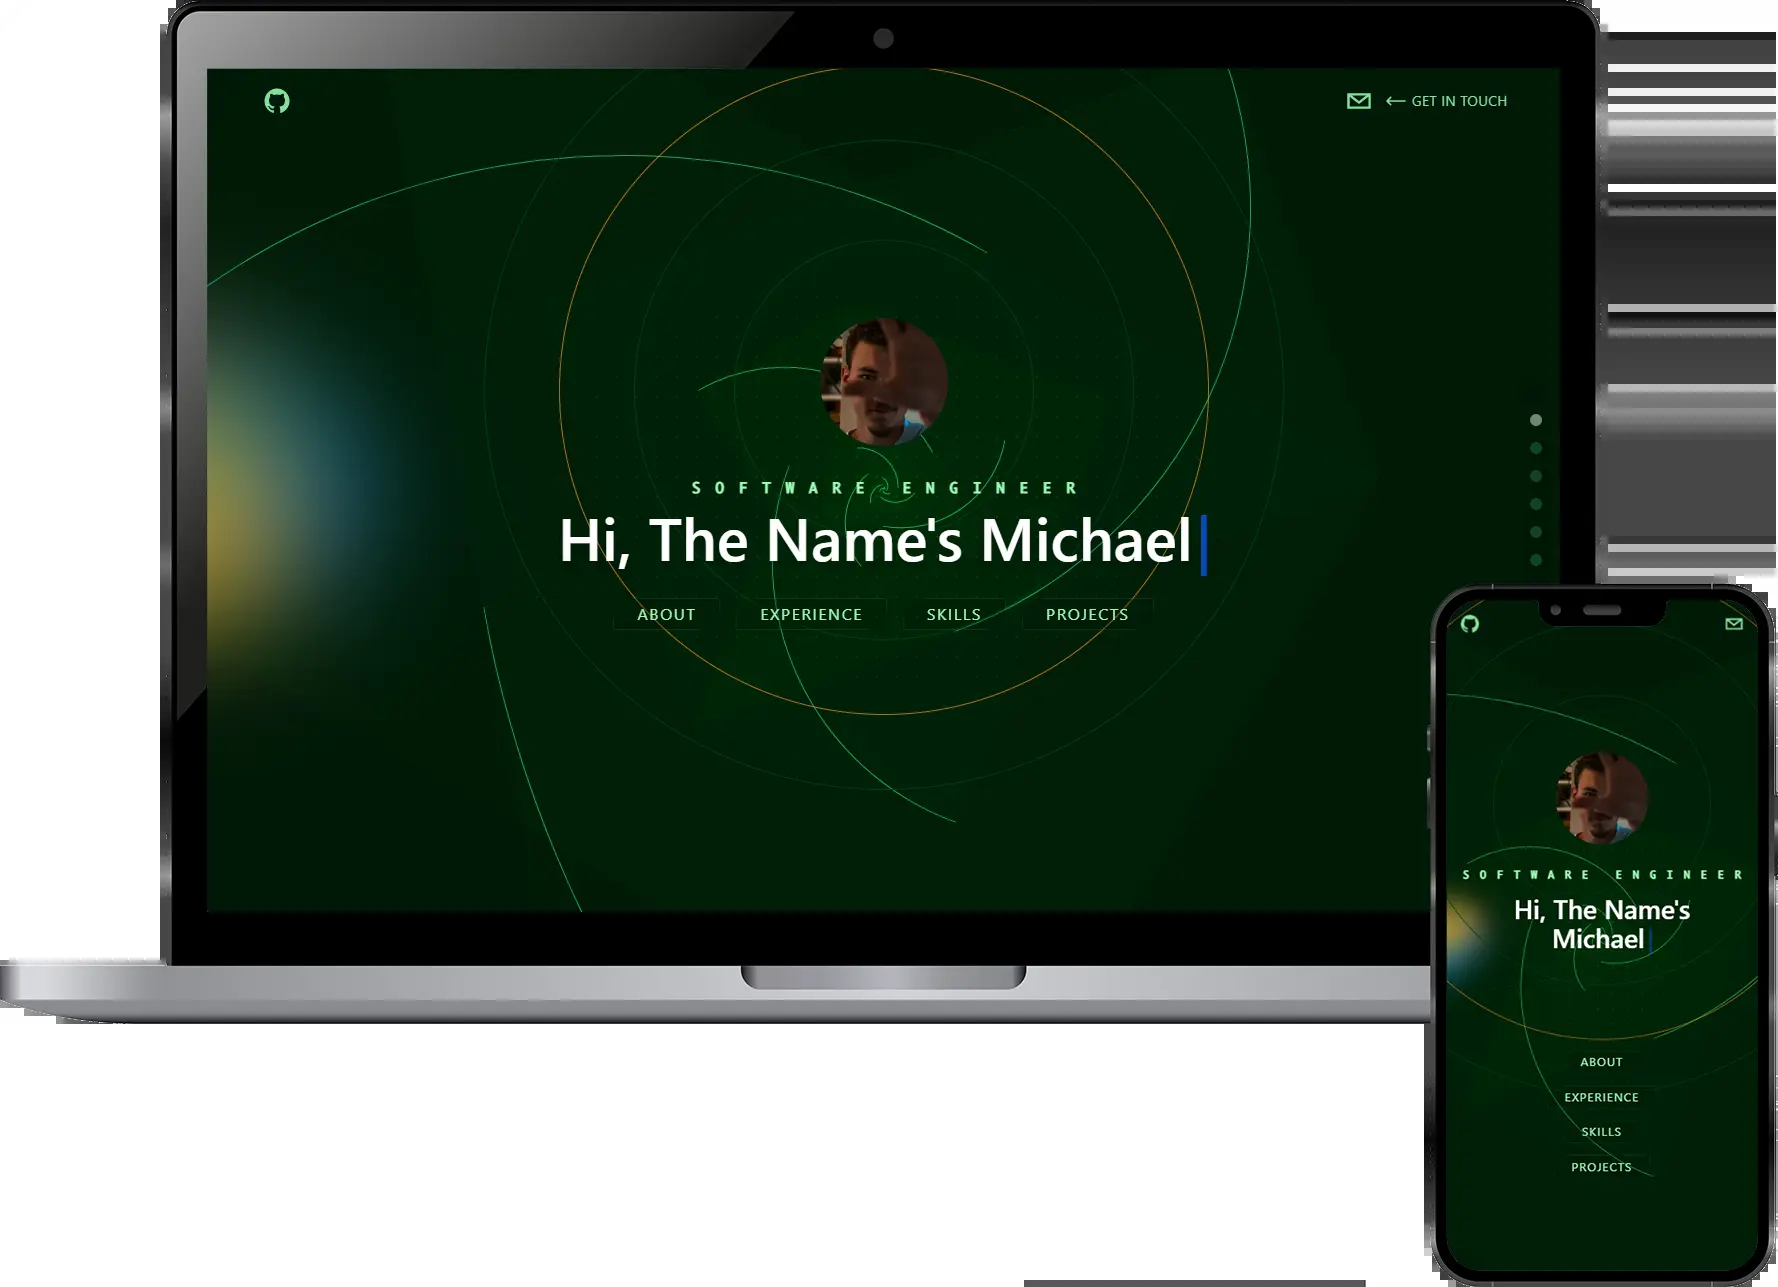 GET IN TOUCH
SOFTWARE ENGINEER
Hi, The Name's Michael
ABOUT
EXPERIENCE
SKILLS
PROJECTS
SOFTWARE ENGINEER
Hi, The Name's
Michael
ABOUT
EXPERIENCE
SKILLS
PROJECTS